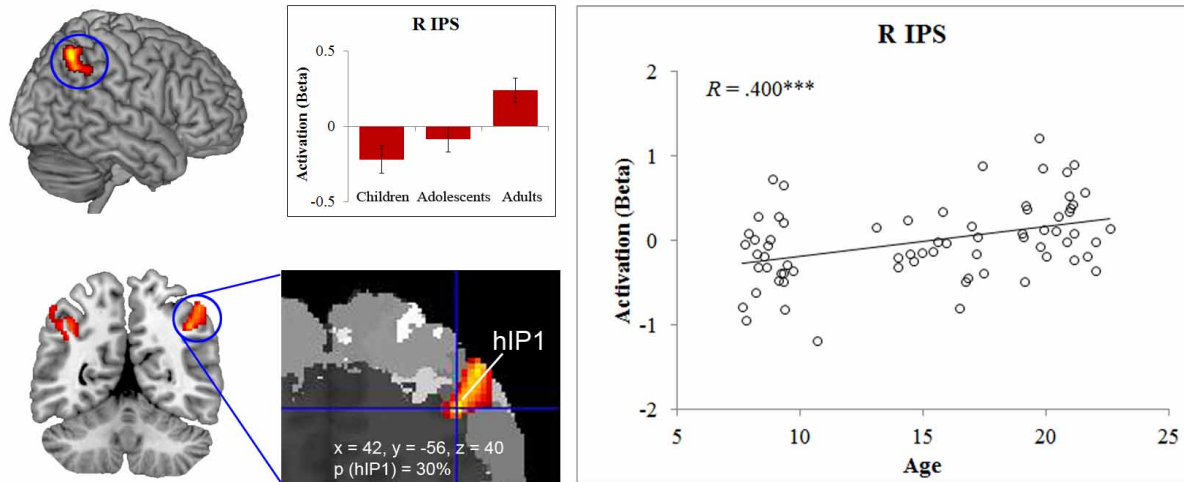 R IPS
0.5
0
-0.5
Activation (Beta)
Children Adolescents Adults
hIP1
x = 42, y = -56, z = 40
p (hIP1) = 30%
R IPS
R = .400***
2
1
0
-1
-2
Activation (Beta)
5 10 15 20 25
Age